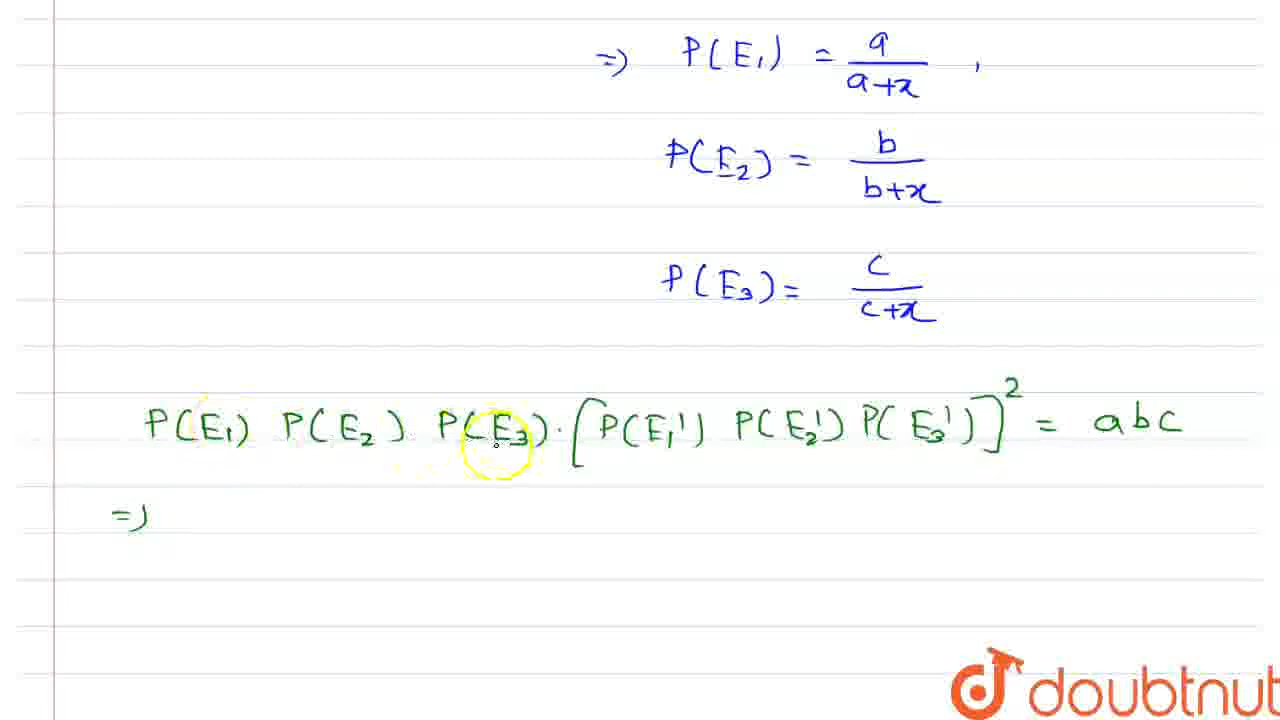 => P(E₁) = a/(a+x) ,
P(E₂) = b/(b+x)
P(E₃) = c/(c+x)
P(E₁) P(E₂) P(E₃) · [P(E₁') P(E₂') P(E₃')]² = abc
=>
doubtnut